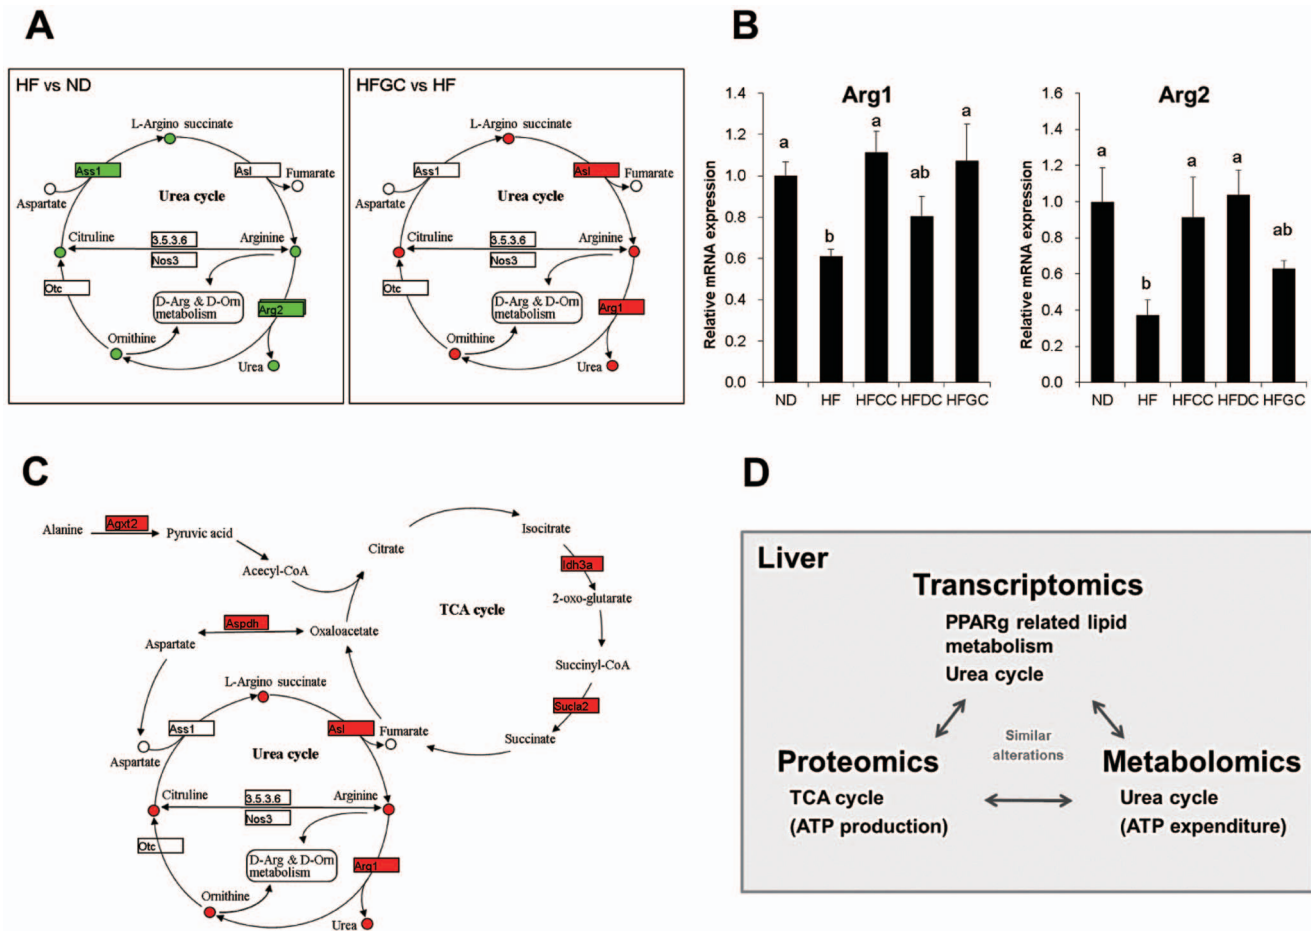 A
HF vs ND
L-Argino succinate
Ass1
Asl
Aspartate
Fumarate
Urea cycle
Citruline
3.5.3.6
Arginine
Nos3
Otc
D-Arg & D-Orn
metabolism
Arg2
Ornithine
Urea
HFGC vs HF
L-Argino succinate
Ass1
Asl
Aspartate
Fumarate
Urea cycle
Citruline
3.5.3.6
Arginine
Nos3
Otc
D-Arg & D-Orn
metabolism
Arg1
Ornithine
Urea
B
Arg1
Relative mRNA expression
1.4
1.2
1.0
0.8
0.6
0.4
0.2
0.0
a
b
a
ab
a
ND
HF
HFCC
HFDC
HFGC
Arg2
Relative mRNA expression
1.6
1.4
1.2
1.0
0.8
0.6
0.4
0.2
0.0
a
b
a
a
ab
ND
HF
HFCC
HFDC
HFGC
C
Alanine
Agxt2
Pyruvic acid
Acecyl-CoA
Citrate
Isocitrate
Idh3a
2-oxo-glutarate
TCA cycle
Aspdh
Oxaloacetate
Aspartate
Succinyl-CoA
Sucla2
Succinate
L-Argino succinate
Ass1
Asl
Fumarate
Aspartate
Urea cycle
Citruline
3.5.3.6
Arginine
Nos3
Otc
D-Arg & D-Orn
metabolism
Arg1
Ornithine
Urea
D
Liver
Transcriptomics
PPARg related lipid
metabolism
Urea cycle
Similar
alterations
Proteomics
TCA cycle
(ATP production)
Metabolomics
Urea cycle
(ATP expenditure)